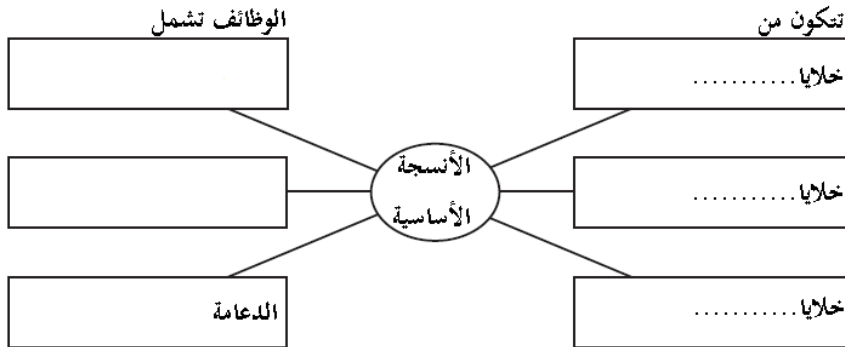 تتكون من
الوظائف تشمل
خلايا...........
خلايا...........
خلايا...........
الأنسجة
الأساسية
الدعامة